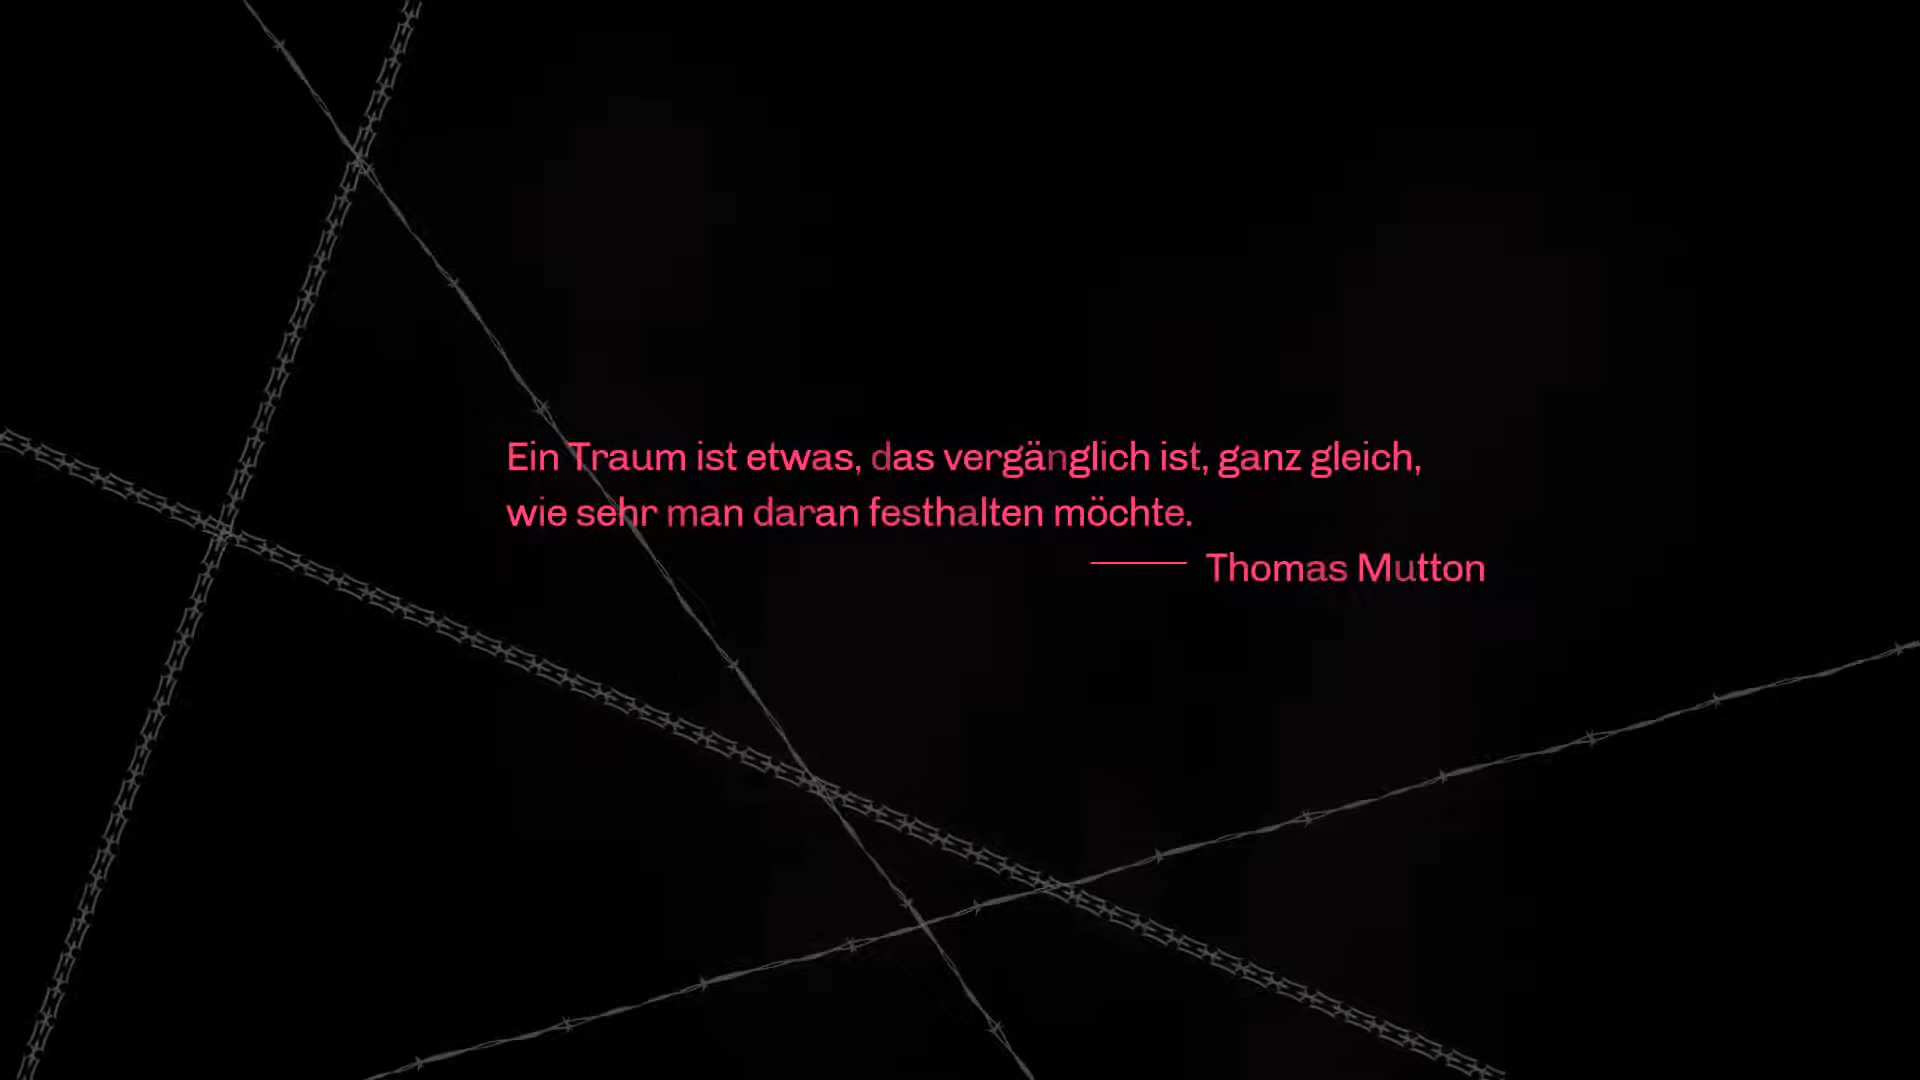 Ein Traum ist etwas, das vergänglich ist, ganz gleich,
wie sehr man daran festhalten möchte.
Thomas Mutton